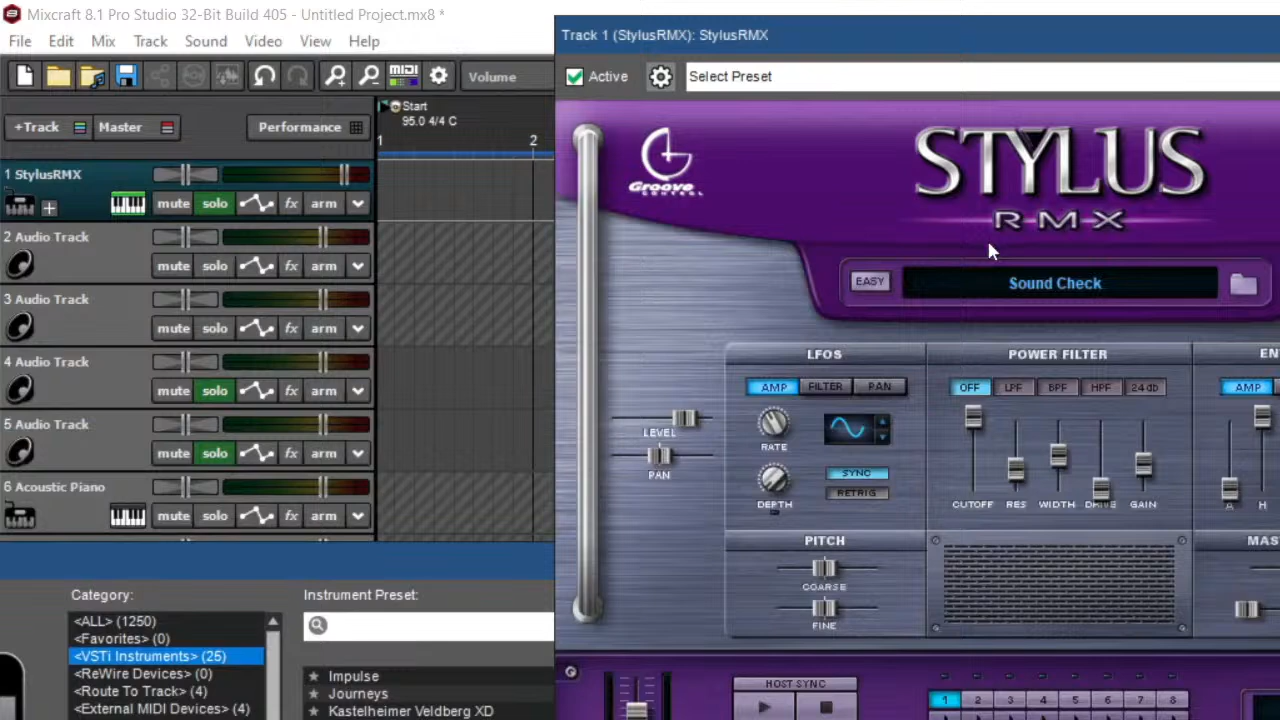 Mixcraft 8.1 Pro Studio 32-Bit Build 405 - Untitled Project.mx8 *
File Edit Mix Track Sound Video View Help
MIDI
Volume
+Track
Master
Performance
Start
95.0 4/4 C
1
2
1 StylusRMX
mute solo fx arm
2 Audio Track
mute solo fx arm
3 Audio Track
mute solo fx arm
4 Audio Track
mute solo fx arm
5 Audio Track
mute solo fx arm
6 Acoustic Piano
mute solo fx arm
Category:
<ALL> (1250)
<Favorites> (0)
<VSTi Instruments> (25)
<ReWire Devices> (0)
<Route To Track> (4)
<External MIDI Devices> (4)
Instrument Preset:
Impulse
Journeys
Kastelheimer Veldberg XD
Track 1 (StylusRMX): StylusRMX
Active
Select Preset
Groove
CONTROL
STYLUS
RMX
EASY
Sound Check
LEVEL
PAN
LFOS
AMP FILTER PAN
RATE
SYNC
RETRIG
DEPTH
POWER FILTER
OFF LPF BPF HPF 24 dB
CUTOFF RES WIDTH DRIVE GAIN
EN
AMP
A H
PITCH
COARSE
FINE
MAS
HOST SYNC
1 2 3 4 5 6 7 8